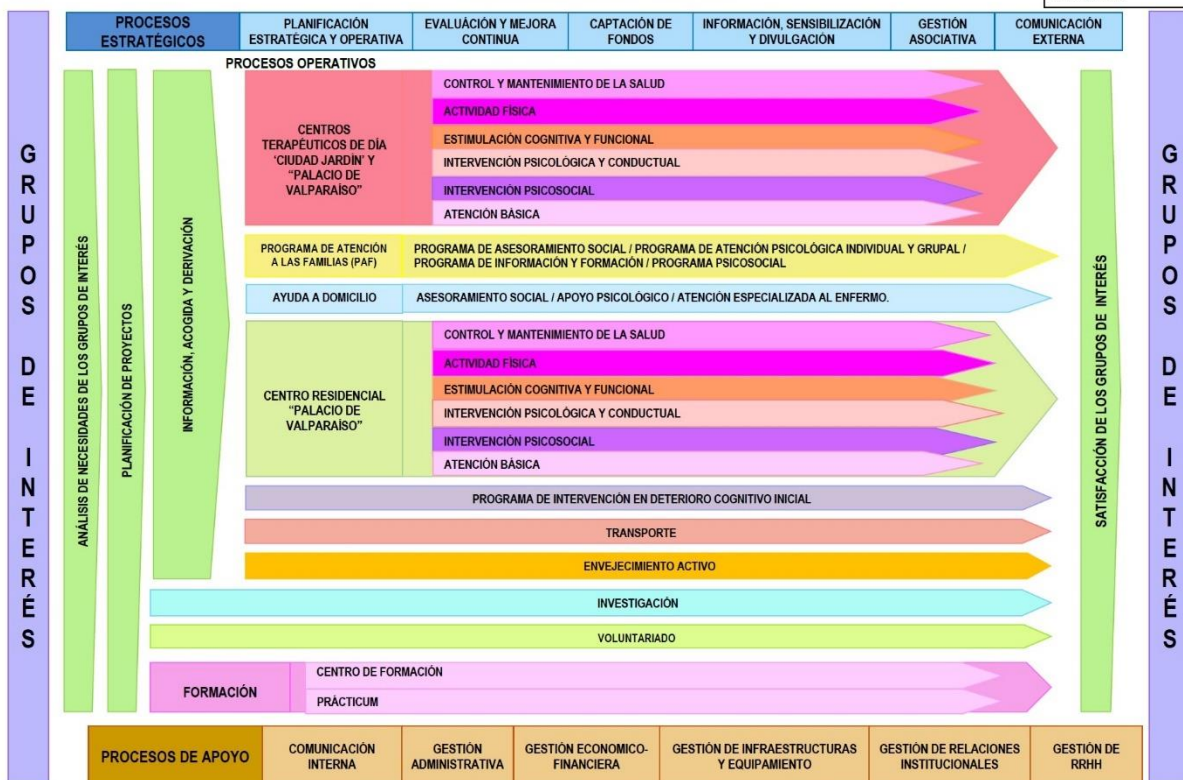 PROCESOS
ESTRATÉGICOS
PLANIFICACIÓN
ESTRATÉGICA Y OPERATIVA
EVALUACIÓN Y MEJORA
CONTINUA
CAPTACIÓN DE
FONDOS
INFORMACIÓN, SENSIBILIZACIÓN
Y DIVULGACIÓN
GESTIÓN
ASOCIATIVA
COMUNICACIÓN
EXTERNA
GRUPOS DE INTERÉS
ANÁLISIS DE NECESIDADES DE LOS GRUPOS DE INTERÉS
PLANIFICACIÓN DE PROYECTOS
INFORMACIÓN, ACOGIDA Y DERIVACIÓN
PROCESOS OPERATIVOS
CENTROS
TERAPÉUTICOS DE DÍA
'CIUDAD JARDÍN' Y
"PALACIO DE
VALPARAÍSO"
CONTROL Y MANTENIMIENTO DE LA SALUD
ACTIVIDAD FÍSICA
ESTIMULACIÓN COGNITIVA Y FUNCIONAL
INTERVENCIÓN PSICOLÓGICA Y CONDUCTUAL
INTERVENCIÓN PSICOSOCIAL
ATENCIÓN BÁSICA
PROGRAMA DE ATENCIÓN
A LAS FAMILIAS (PAF)
PROGRAMA DE ASESORAMIENTO SOCIAL / PROGRAMA DE ATENCIÓN PSICOLÓGICA INDIVIDUAL Y GRUPAL /
PROGRAMA DE INFORMACIÓN Y FORMACIÓN / PROGRAMA PSICOSOCIAL
AYUDA A DOMICILIO
ASESORAMIENTO SOCIAL / APOYO PSICOLÓGICO / ATENCIÓN ESPECIALIZADA AL ENFERMO.
CENTRO RESIDENCIAL
"PALACIO DE
VALPARAÍSO"
CONTROL Y MANTENIMIENTO DE LA SALUD
ACTIVIDAD FÍSICA
ESTIMULACIÓN COGNITIVA Y FUNCIONAL
INTERVENCIÓN PSICOLÓGICA Y CONDUCTUAL
INTERVENCIÓN PSICOSOCIAL
ATENCIÓN BÁSICA
PROGRAMA DE INTERVENCIÓN EN DETERIORO COGNITIVO INICIAL
TRANSPORTE
ENVEJECIMIENTO ACTIVO
INVESTIGACIÓN
VOLUNTARIADO
FORMACIÓN
CENTRO DE FORMACIÓN
PRÁCTICUM
SATISFACCIÓN DE LOS GRUPOS DE INTERÉS
GRUPOS DE INTERÉS
PROCESOS DE APOYO
COMUNICACIÓN
INTERNA
GESTIÓN
ADMINISTRATIVA
GESTIÓN ECONOMICO-
FINANCIERA
GESTIÓN DE INFRAESTRUCTURAS
Y EQUIPAMIENTO
GESTIÓN DE RELACIONES
INSTITUCIONALES
GESTIÓN DE
RRHH